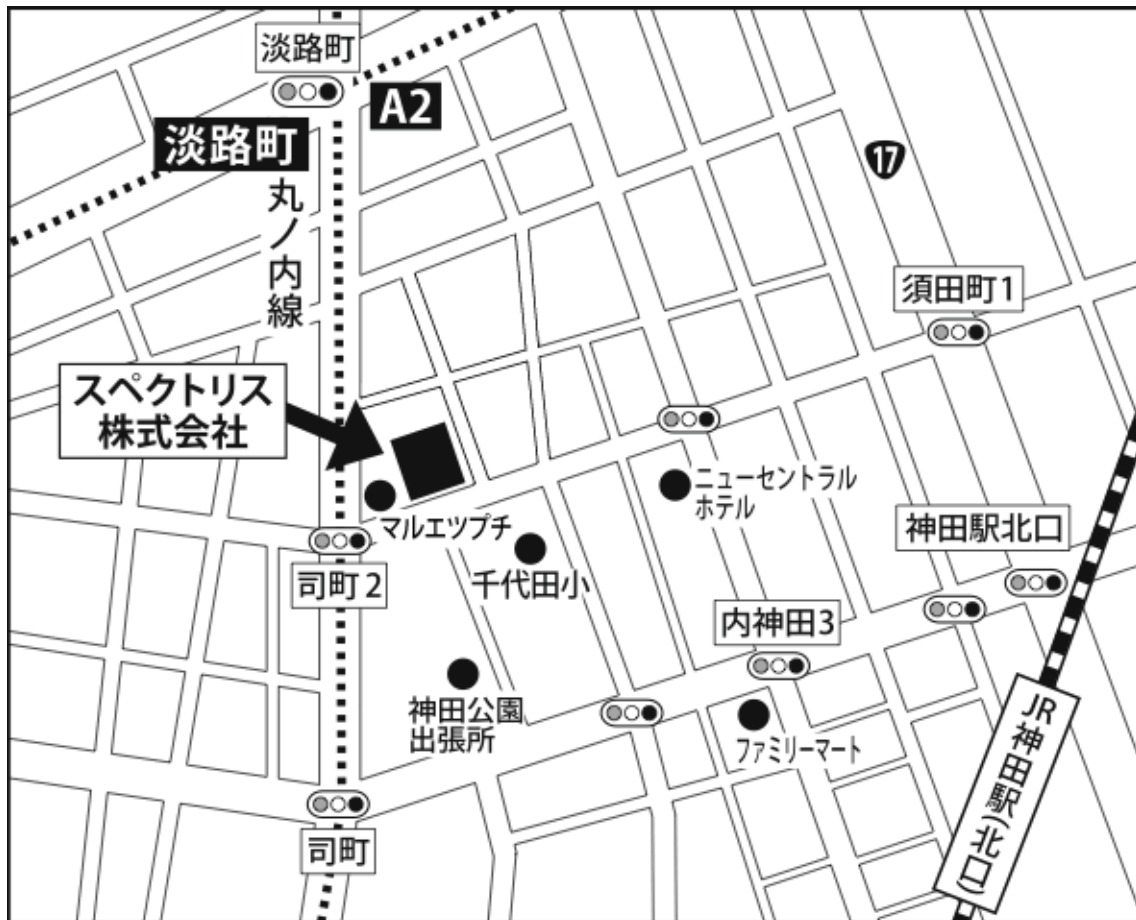 淡路町
A2
淡路町
丸ノ内線
17
須田町1
スペクトリス
株式会社
マルエツプチ
ニューセントラル
ホテル
神田駅北口
千代田小
司町2
内神田3
神田公園
出張所
ファミリーマート
JR神田駅(北口)
司町